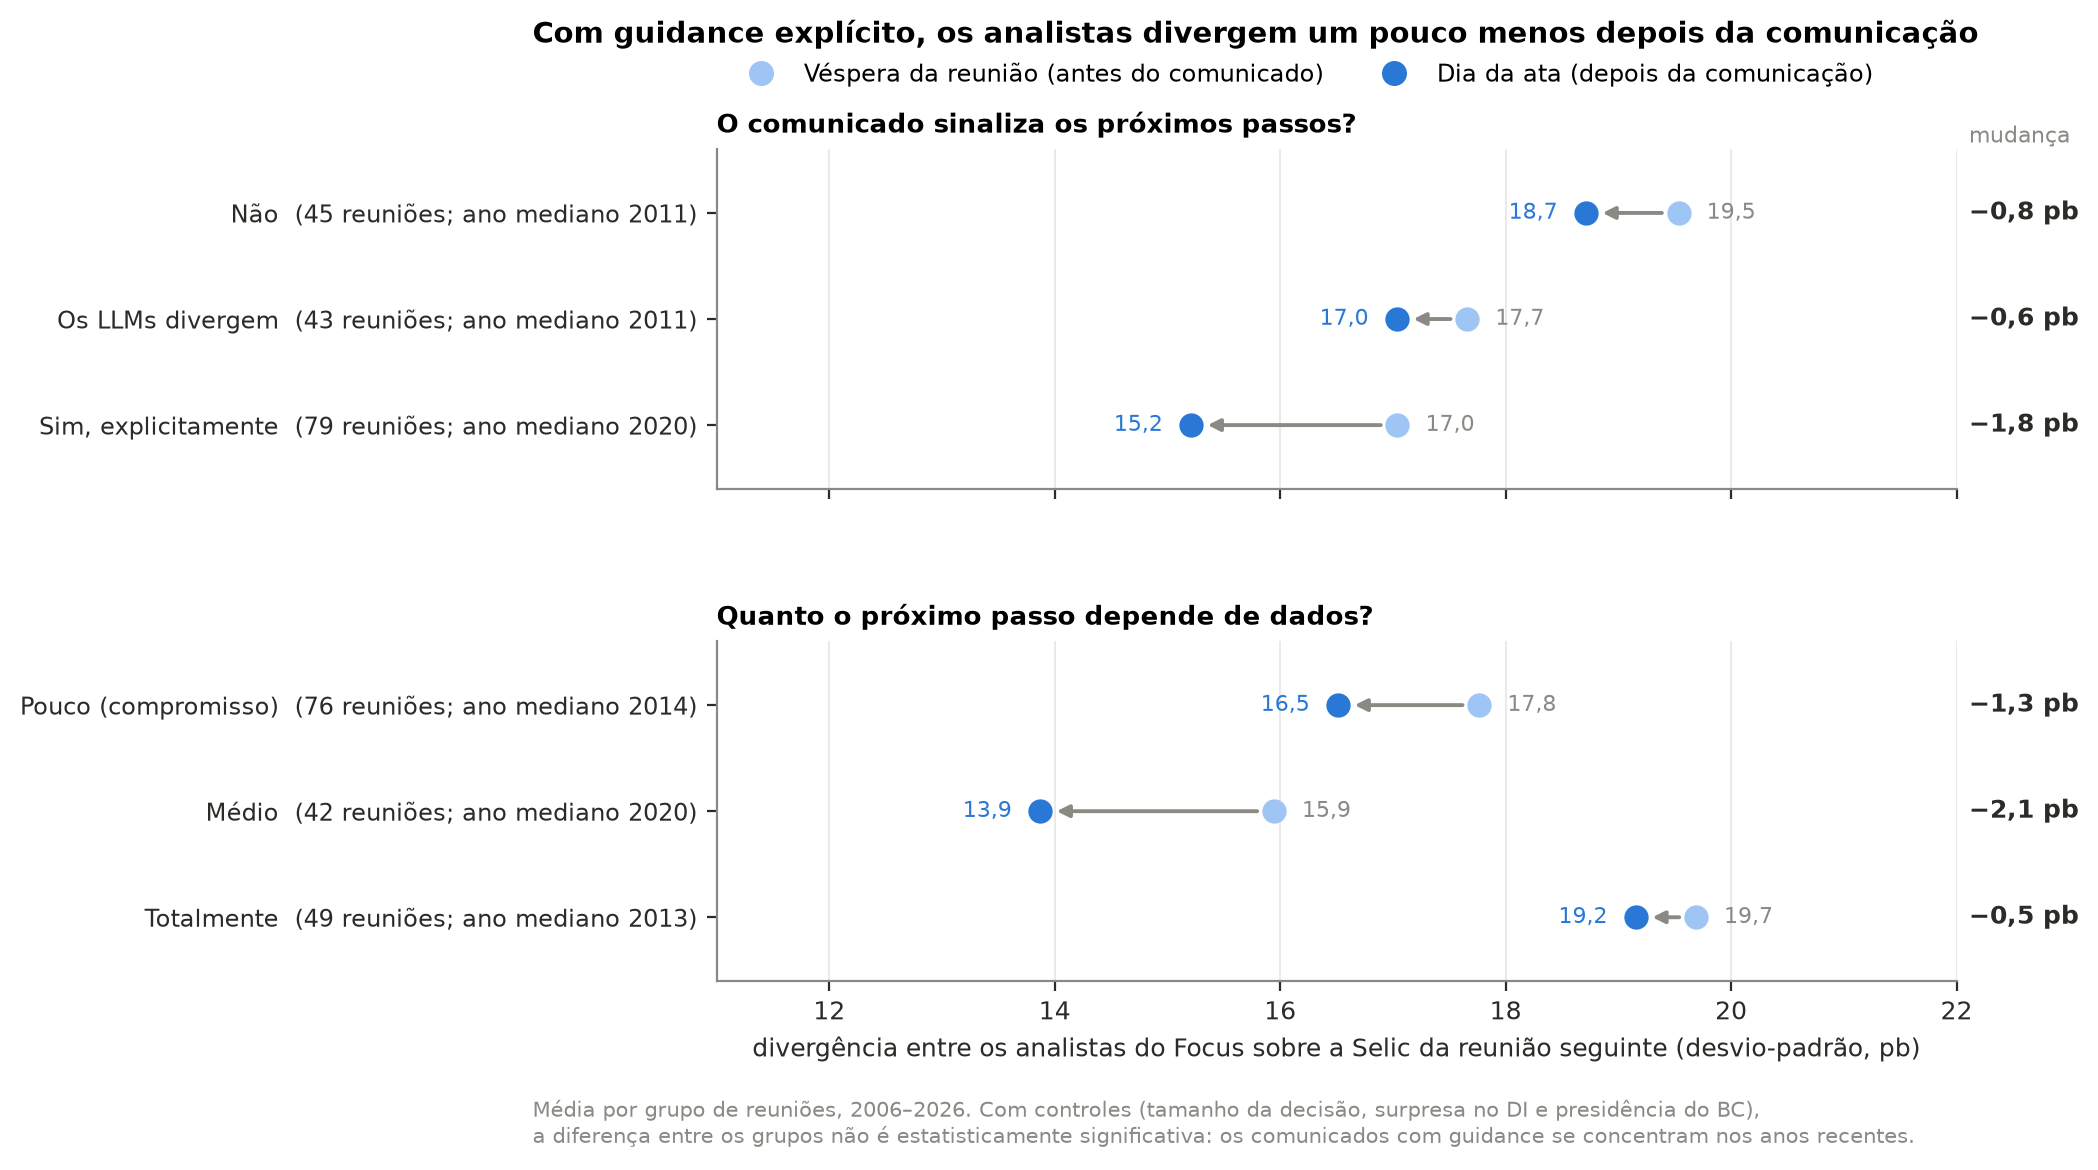 Com guidance explícito, os analistas divergem um pouco menos depois da comunicação
Véspera da reunião (antes do comunicado) Dia da ata (depois da comunicação)
O comunicado sinaliza os próximos passos?
mudança
Não (45 reuniões; ano mediano 2011) 18,7 19,5 −0,8 pb
Os LLMs divergem (43 reuniões; ano mediano 2011) 17,0 17,7 −0,6 pb
Sim, explicitamente (79 reuniões; ano mediano 2020) 15,2 17,0 −1,8 pb
Quanto o próximo passo depende de dados?
Pouco (compromisso) (76 reuniões; ano mediano 2014) 16,5 17,8 −1,3 pb
Médio (42 reuniões; ano mediano 2020) 13,9 15,9 −2,1 pb
Totalmente (49 reuniões; ano mediano 2013) 19,2 19,7 −0,5 pb
12 14 16 18 20 22
divergência entre os analistas do Focus sobre a Selic da reunião seguinte (desvio-padrão, pb)
Média por grupo de reuniões, 2006–2026. Com controles (tamanho da decisão, surpresa no DI e presidência do BC),
a diferença entre os grupos não é estatisticamente significativa: os comunicados com guidance se concentram nos anos recentes.